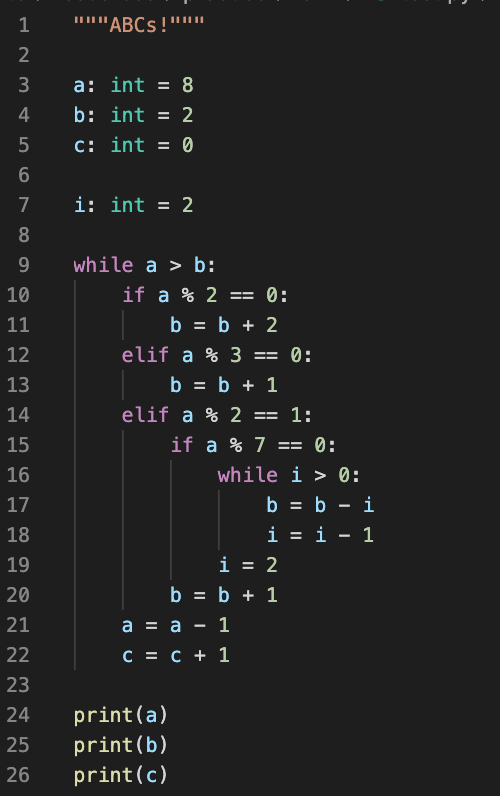 1 """ABCs!"""
2
3 a: int = 8
4 b: int = 2
5 c: int = 0
6
7 i: int = 2
8
9 while a > b:
10     if a % 2 == 0:
11         b = b + 2
12     elif a % 3 == 0:
13         b = b + 1
14     elif a % 2 == 1:
15         if a % 7 == 0:
16             while i > 0:
17                 b = b - i
18                 i = i - 1
19             i = 2
20         b = b + 1
21     a = a - 1
22     c = c + 1
23
24 print(a)
25 print(b)
26 print(c)